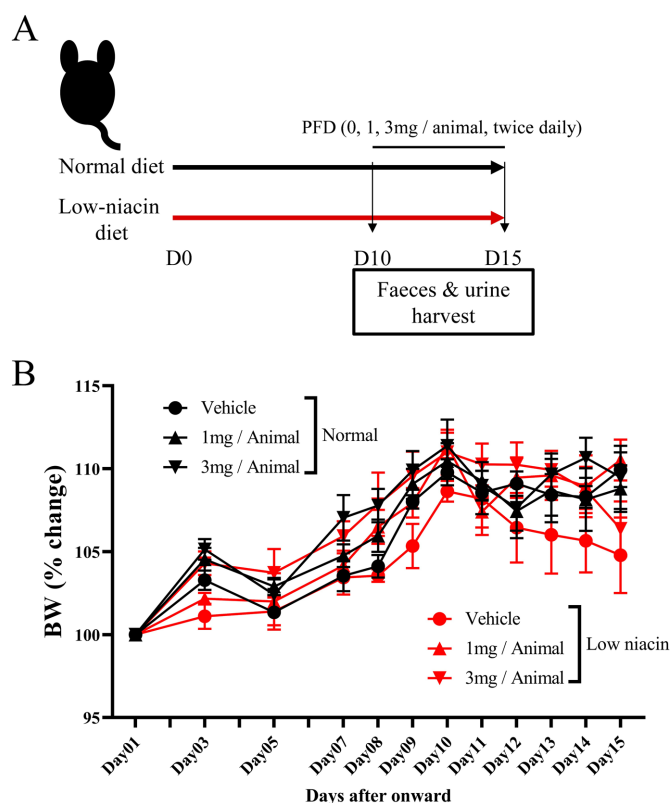 A
PFD (0, 1, 3mg / animal, twice daily)
Normal diet
Low-niacin
diet
D0
D10
D15
Faeces & urine
harvest
B
115
110
105
100
95
BW (% change)
Vehicle
1mg / Animal
3mg / Animal
Normal
Vehicle
1mg / Animal
3mg / Animal
Low niacin
Day01
Day03
Day05
Day07
Day08
Day09
Day10
Day11
Day12
Day13
Day14
Day15
Days after onward